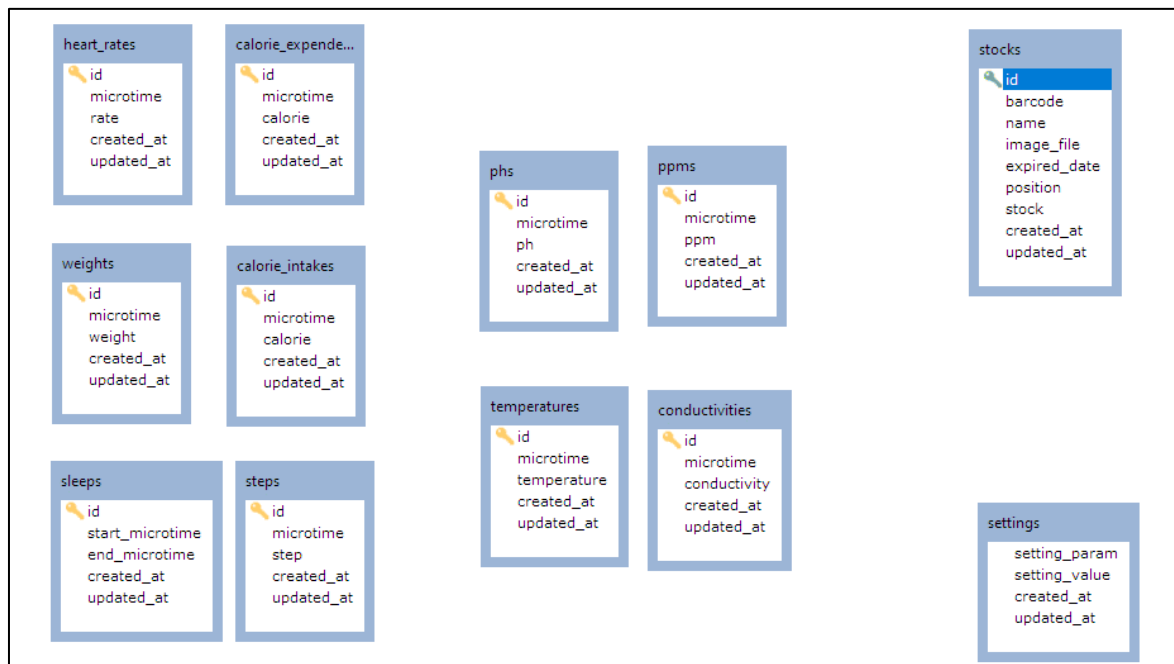 heart_rates
id
microtime
rate
created_at
updated_at
calorie_expende...
id
microtime
calorie
created_at
updated_at
weights
id
microtime
weight
created_at
updated_at
calorie_intakes
id
microtime
calorie
created_at
updated_at
sleeps
id
start_microtime
end_microtime
created_at
updated_at
steps
id
microtime
step
created_at
updated_at
phs
id
microtime
ph
created_at
updated_at
ppms
id
microtime
ppm
created_at
updated_at
temperatures
id
microtime
temperature
created_at
updated_at
conductivities
id
microtime
conductivity
created_at
updated_at
stocks
id
barcode
name
image_file
expired_date
position
stock
created_at
updated_at
settings
setting_param
setting_value
created_at
updated_at